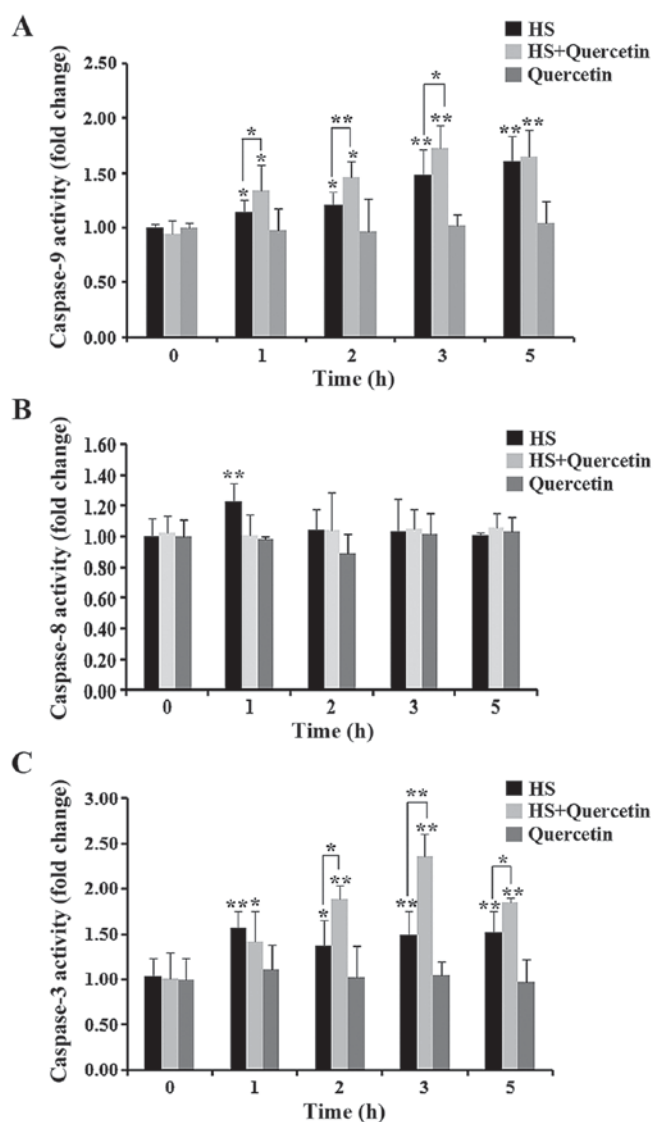 A
HS
HS+Quercetin
Quercetin
Caspase-9 activity (fold change)
2.50
2.00
1.50
1.00
0.50
0.00
*
* *
**
* *
*
** **
** **
0 1 2 3 5
Time (h)
B
HS
HS+Quercetin
Quercetin
Caspase-8 activity (fold change)
1.60
1.40
1.20
1.00
0.80
0.60
0.40
0.20
0.00
**
0 1 2 3 5
Time (h)
C
HS
HS+Quercetin
Quercetin
Caspase-3 activity (fold change)
3.00
2.50
2.00
1.50
1.00
0.50
0.00
** *
*
* **
**
** **
*
** **
0 1 2 3 5
Time (h)